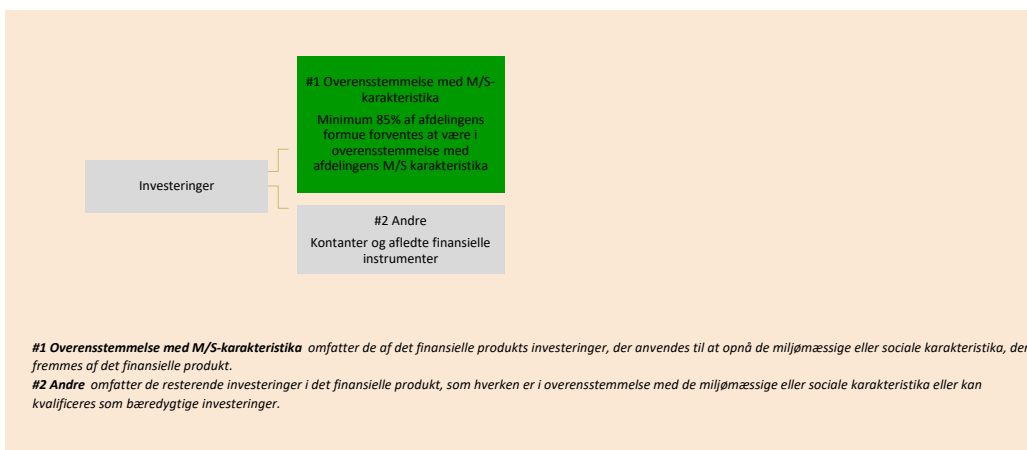 #1 Overensstemmelse med M/S-
karakteristika
Minimum 85% af afdelingens
formue forventes at være i
overensstemmelse med
afdelingens M/S karakteristika
Investeringer
#2 Andre
Kontanter og afledte finansielle
instrumenter
#1 Overensstemmelse med M/S-karakteristika omfatter de af det finansielle produkts investeringer, der anvendes til at opnå de miljømæssige eller sociale karakteristika, der
fremmes af det finansielle produkt.
#2 Andre omfatter de resterende investeringer i det finansielle produkt, som hverken er i overensstemmelse med de miljømæssige eller sociale karakteristika eller kan
kvalificeres som bæredygtige investeringer.